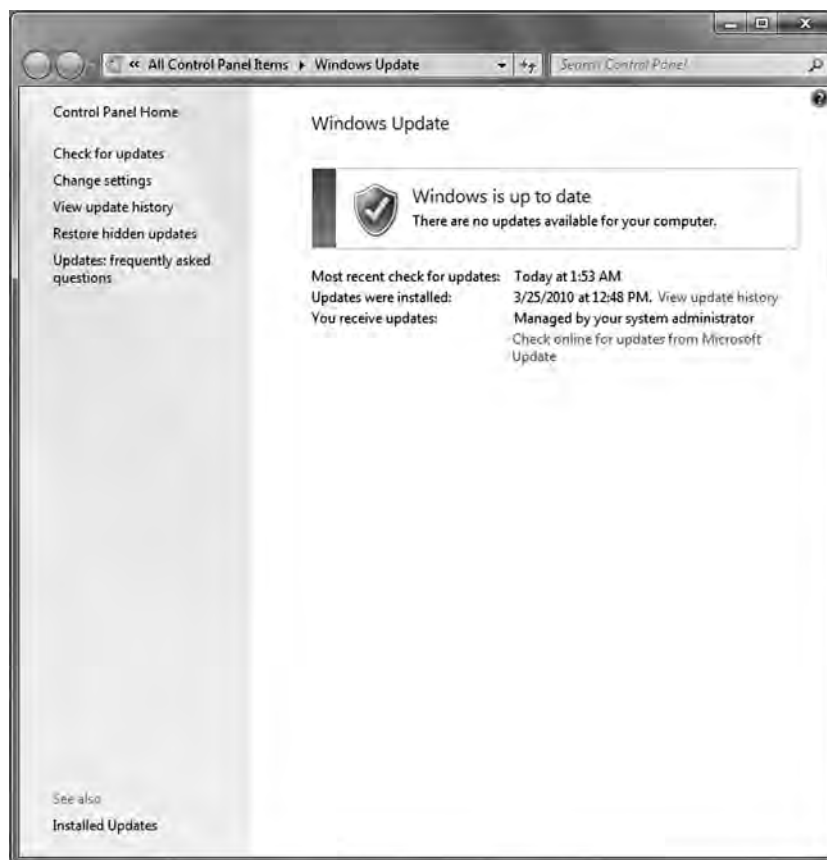 « All Control Panel Items ▸ Windows Update
Search Control Panel
Control Panel Home
Check for updates
Change settings
View update history
Restore hidden updates
Updates: frequently asked
questions
Windows Update
Windows is up to date
There are no updates available for your computer.
Most recent check for updates: Today at 1:53 AM
Updates were installed: 3/25/2010 at 12:48 PM. View update history
You receive updates: Managed by your system administrator
Check online for updates from Microsoft
Update
See also
Installed Updates